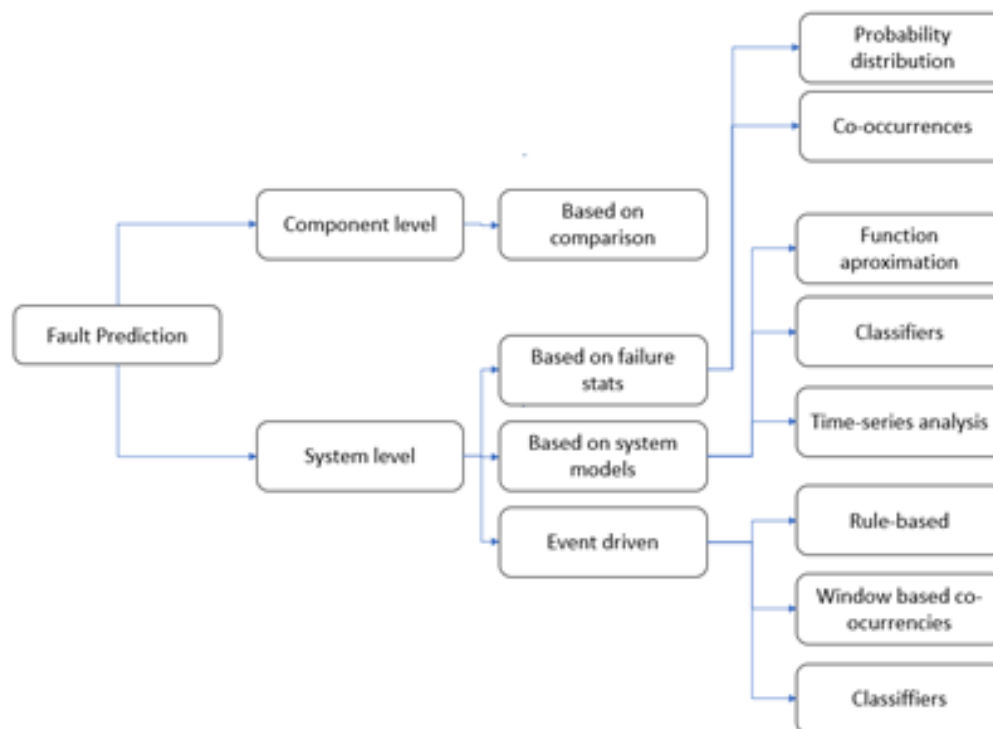 Probability
distribution
Co-occurrences
Component level
Based on
comparison
Function
aproximation
Fault Prediction
Classifiers
Based on failure
stats
Time-series analysis
System level
Based on system
models
Rule-based
Event driven
Window based co-
ocurrencies
Classiffiers